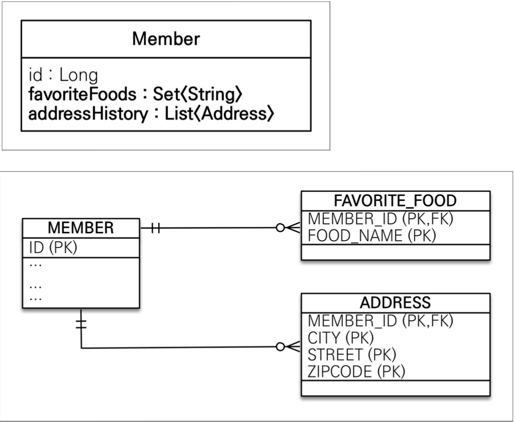 Member
id : Long
favoriteFoods : Set<String>
addressHistory : List<Address>
FAVORITE_FOOD
MEMBER_ID (PK,FK)
FOOD_NAME (PK)
MEMBER
ID (PK)
...
...
...
ADDRESS
MEMBER_ID (PK,FK)
CITY (PK)
STREET (PK)
ZIPCODE (PK)